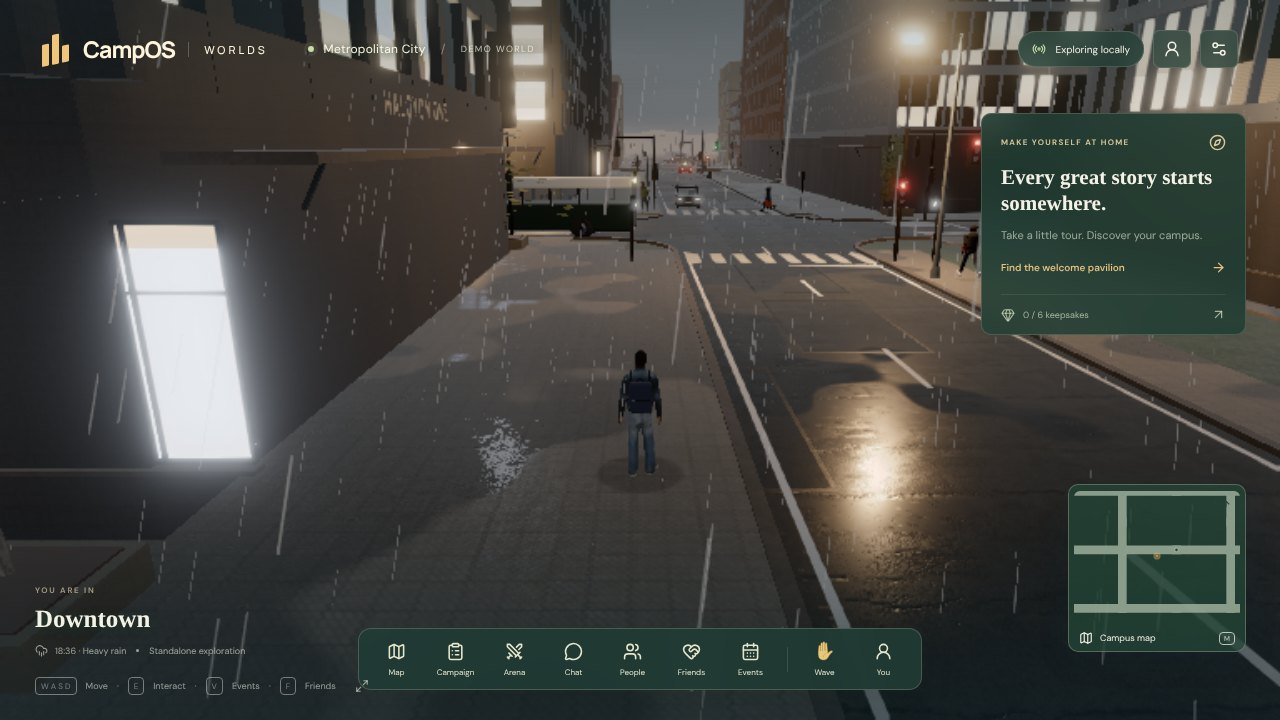 CampOS
WORLDS
Metropolitan City / DEMO WORLD
Exploring locally
MAKE YOURSELF AT HOME
Every great story starts
somewhere.
Take a little tour. Discover your campus.
Find the welcome pavilion
0 / 6 keepsakes
Campus map
M
YOU ARE IN
Downtown
18:36 · Heavy rain • Standalone exploration
WASD Move · E Interact · V Events · F Friends
Map
Campaign
Arena
Chat
People
Friends
Events
Wave
You